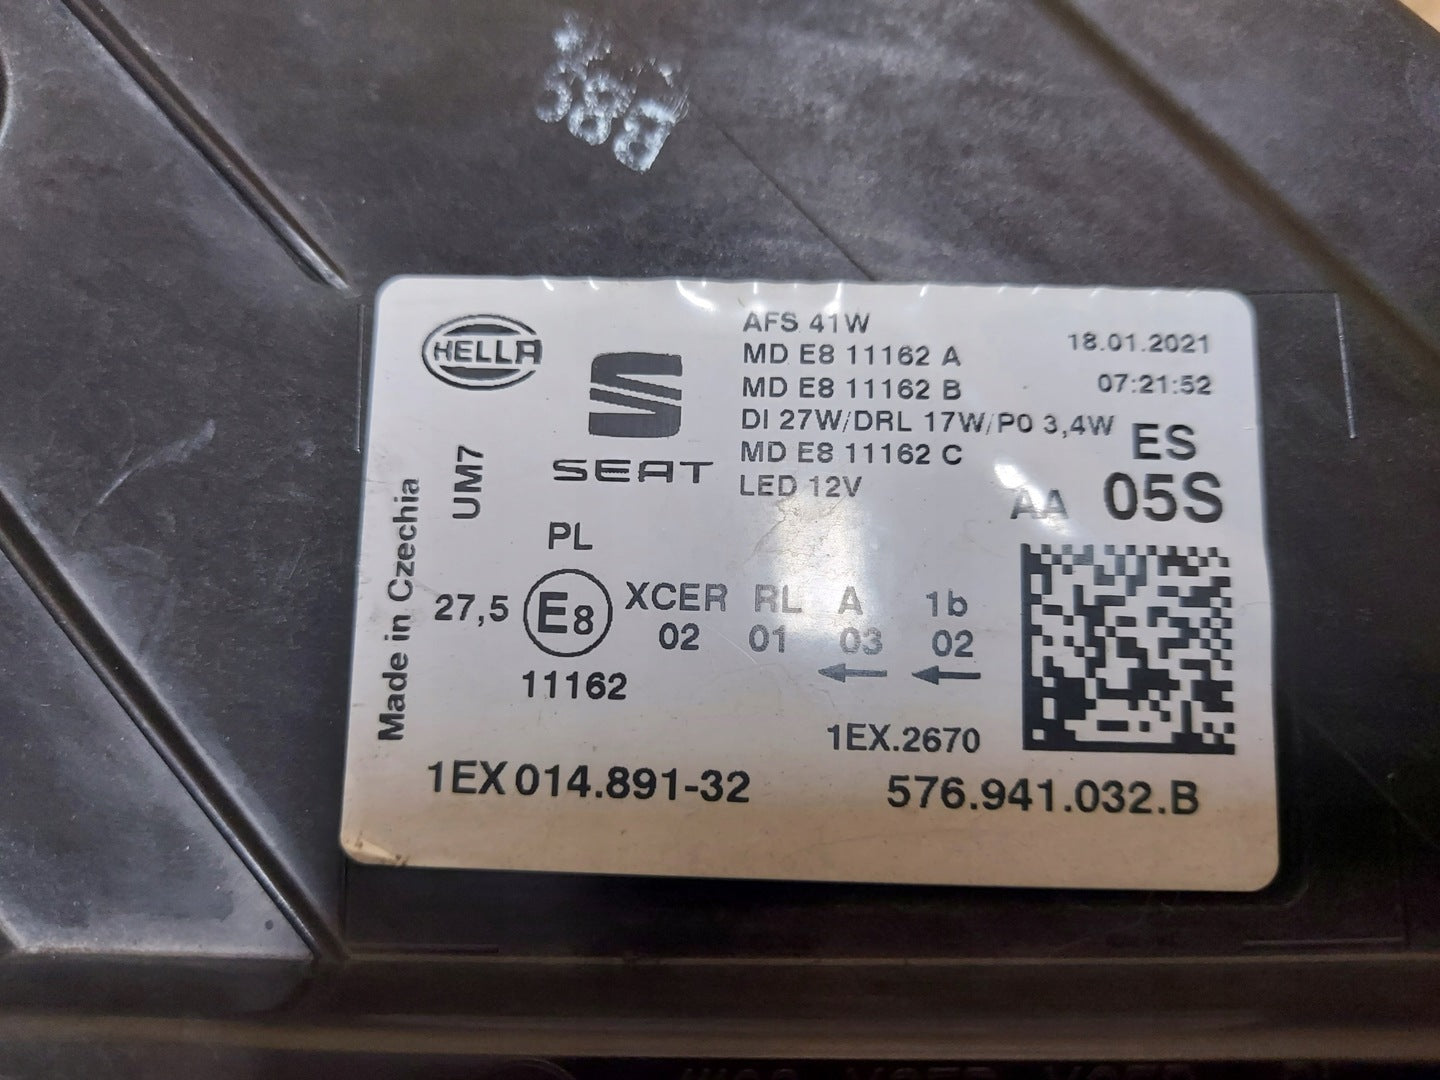 HELLA
SEAT
UM7
Made in Czechia
AFS 41W
MD E8 11162 A
MD E8 11162 B
DI 27W/DRL 17W/PO 3,4W
MD E8 11162 C
LED 12V
18.01.2021
07:21:52
ES
AA 05S
PL
27,5 E8 XCER RL A 1b
02 01 03 02
11162
1EX.2670
1EX 014.891-32
576.941.032.B